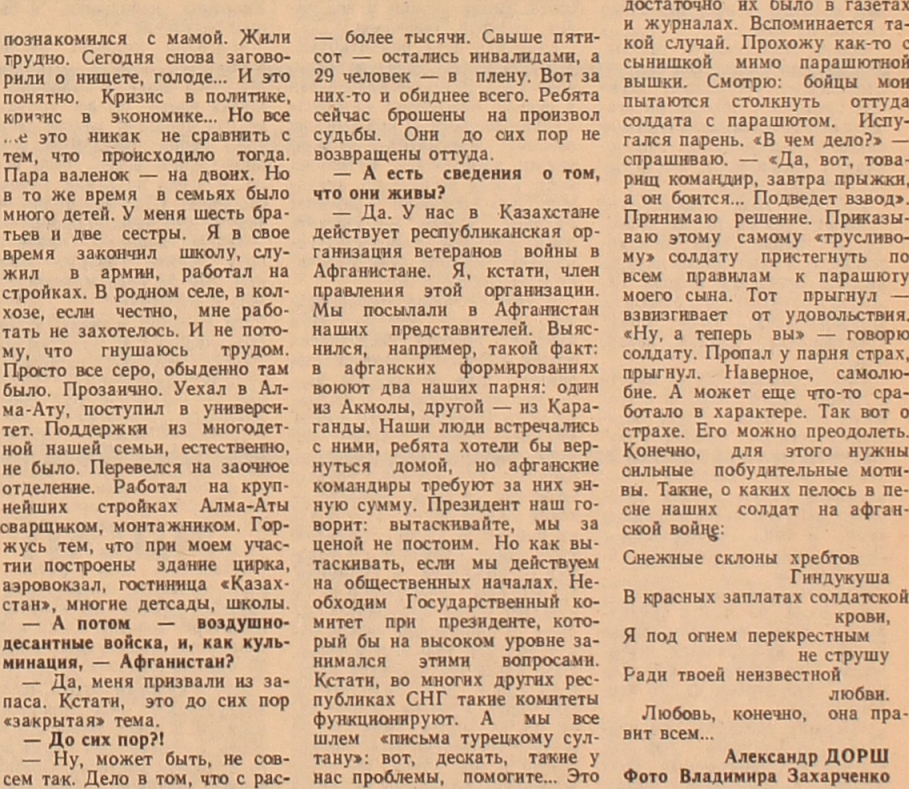 познакомился с мамой. Жили
трудно. Сегодня снова загово-
рили о нищете, голоде... И это
понятно. Кризис в политике,
кризис в экономике... Но все
это никак не сравнить с
тем, что происходило тогда.
Пара валенок — на двоих. Но
в то же время в семьях было
много детей. У меня шесть бра-
тьев и две сестры. Я в свое
время закончил школу, слу-
жил в армии, работал на
стройках. В родном селе, в кол-
хозе, если честно, мне рабо-
тать не захотелось. И не пото-
му, что гнушаюсь трудом.
Просто все серо, обыденно там
было. Прозаично. Уехал в Ал-
ма-Ату, поступил в универси-
тет. Поддержки из многодет-
ной нашей семьи, естественно,
не было. Перевелся на заочное
отделение. Работал на круп-
нейших стройках Алма-Аты
сварщиком, монтажником. Гор-
жусь тем, что при моем учас-
тии построены здание цирка,
аэровокзал, гостиница «Казах-
стан», многие детсады, школы.
— А потом — воздушно-
десантные войска, и, как куль-
минация, — Афганистан?
— Да, меня призвали из за-
паса. Кстати, это до сих пор
«закрытая» тема.
— До сих пор?!
— Ну, может быть, не сов-
сем так. Дело в том, что с рас-
— более тысячи. Свыше пяти-
сот — остались инвалидами, а
29 человек — в плену. Вот за
них-то и обиднее всего. Ребята
сейчас брошены на произвол
судьбы. Они до сих пор не
возвращены оттуда.
— А есть сведения о том,
что они живы?
— Да. У нас в Казахстане
действует республиканская ор-
ганизация ветеранов войны в
Афганистане. Я, кстати, член
правления этой организации.
Мы посылали в Афганистан
наших представителей. Выяс-
нился, например, такой факт:
в афганских формированиях
воюют два наших парня: один
из Акмолы, другой — из Кара-
ганды. Наши люди встречались
с ними, ребята хотели бы вер-
нуться домой, но афганские
командиры требуют за них эн-
ную сумму. Президент наш го-
ворит: вытаскивайте, мы за
ценой не постоим. Но как вы-
таскивать, если мы действуем
на общественных началах. Не-
обходим Государственный ко-
митет при президенте, кото-
рый бы на высоком уровне за-
нимался этими вопросами.
Кстати, во многих других рес-
публиках СНГ такие комитеты
функционируют. А мы все
шлем «письма турецкому сул-
тану»: вот, дескать, такие у
нас проблемы, помогите... Это
достаточно их было в газетах
и журналах. Вспоминается та-
кой случай. Прохожу как-то с
сынишкой мимо парашютной
вышки. Смотрю: бойцы мои
пытаются столкнуть оттуда
солдата с парашютом. Испу-
гался парень. «В чем дело?» —
спрашиваю. — «Да, вот, това-
рищ командир, завтра прыжки,
а он боится... Подведет взвод».
Принимаю решение. Приказы-
ваю этому самому «трусливо-
му» солдату пристегнуть по
всем правилам к парашюту
моего сына. Тот прыгнул —
взвизгивает от удовольствия.
«Ну, а теперь вы» — говорю
солдату. Пропал у парня страх,
прыгнул. Наверное, самолю-
бие. А может еще что-то сра-
ботало в характере. Так вот о
страхе. Его можно преодолеть.
Конечно, для этого нужны
сильные побудительные моти-
вы. Такие, о каких пелось в пе-
сне наших солдат на афган-
ской войне:
Снежные склоны хребтов
Гиндукуша
В красных заплатах солдатской
крови,
Я под огнем перекрестным
не струшу
Ради твоей неизвестной
любви.
Любовь, конечно, она пра-
вит всем...
Александр ДОРШ
Фото Владимира Захарченко